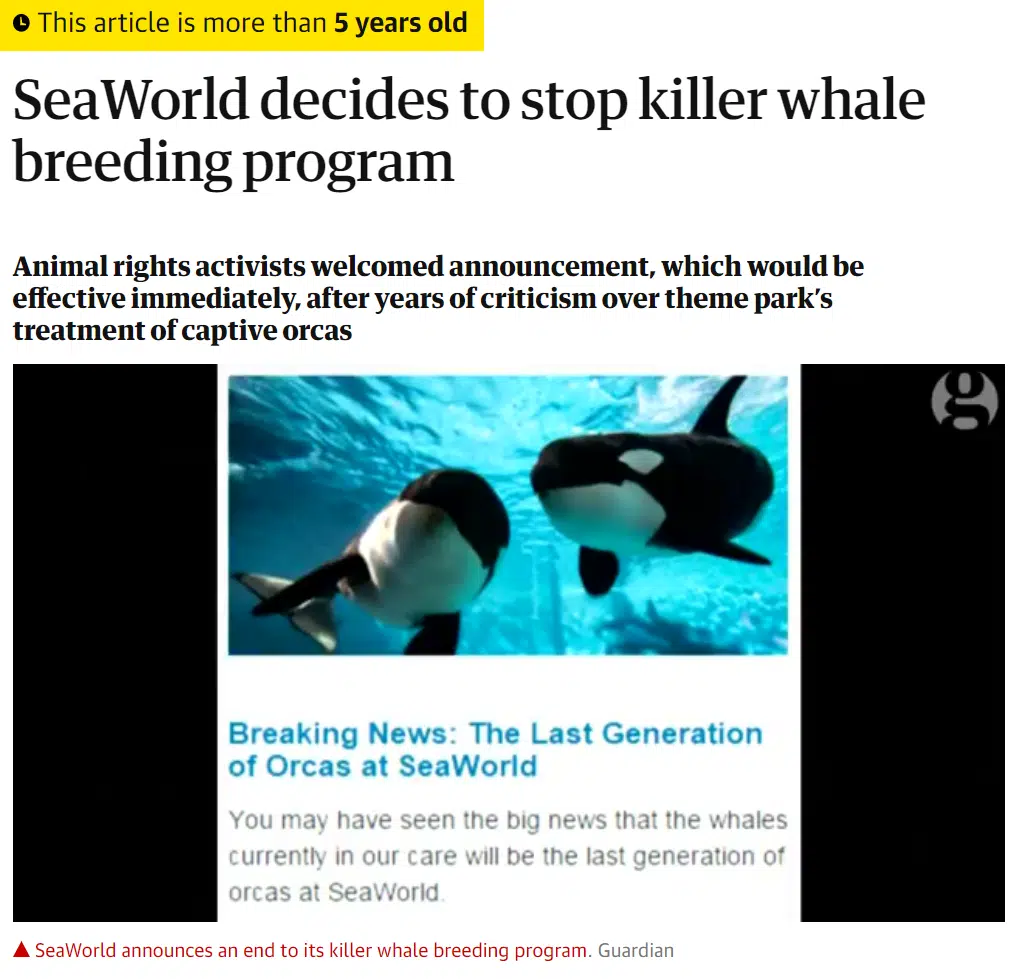 This article is more than 5 years old
SeaWorld decides to stop killer whale
breeding program
Animal rights activists welcomed announcement, which would be
effective immediately, after years of criticism over theme park’s
treatment of captive orcas
g
Breaking News: The Last Generation
of Orcas at SeaWorld
You may have seen the big news that the whales
currently in our care will be the last generation of
orcas at SeaWorld.
SeaWorld announces an end to its killer whale breeding program. Guardian